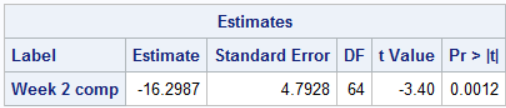 Estimates
Label Estimate Standard Error DF t Value Pr > |t|
Week 2 comp -16.2987 4.7928 64 -3.40 0.0012